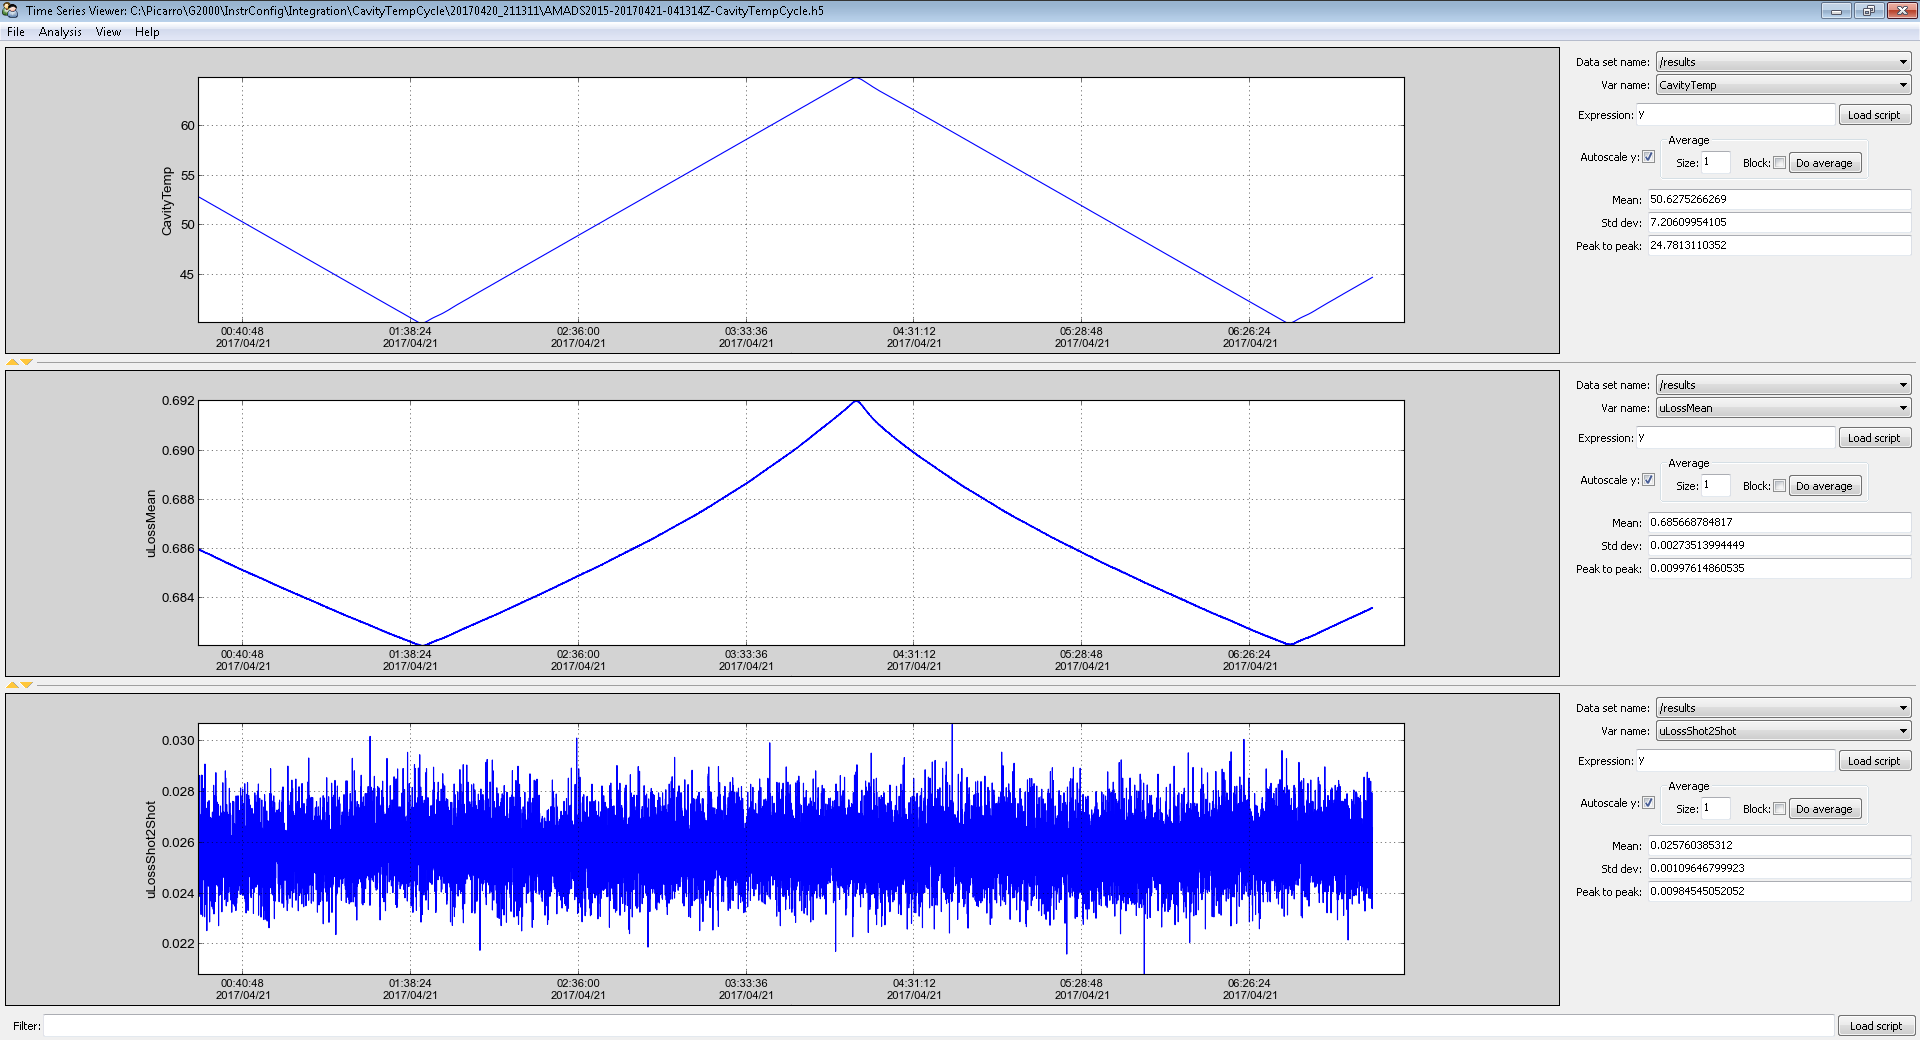 Time Series Viewer: C:\Picarro\G2000\InstrConfig\Integration\CavityTempCycle\20170420_211311\AMADS2015-20170421-041314Z-CavityTempCycle.h5
File Analysis View Help
CavityTemp
60
55
50
45
00:40:48 01:38:24 02:36:00 03:33:36 04:31:12 05:28:48 06:26:24
2017/04/21 2017/04/21 2017/04/21 2017/04/21 2017/04/21 2017/04/21 2017/04/21
Data set name: /results
Var name: CavityTemp
Expression: y Load script
Average
Autoscale y: Size: 1 Block: Do average
Mean: 50.6275266269
Std dev: 7.20609954105
Peak to peak: 24.7813110352
uLossMean
0.692
0.690
0.688
0.686
0.684
00:40:48 01:38:24 02:36:00 03:33:36 04:31:12 05:28:48 06:26:24
2017/04/21 2017/04/21 2017/04/21 2017/04/21 2017/04/21 2017/04/21 2017/04/21
Data set name: /results
Var name: uLossMean
Expression: y Load script
Average
Autoscale y: Size: 1 Block: Do average
Mean: 0.685668784817
Std dev: 0.00273513994449
Peak to peak: 0.00997614860535
uLossShot2Shot
0.030
0.028
0.026
0.024
0.022
00:40:48 01:38:24 02:36:00 03:33:36 04:31:12 05:28:48 06:26:24
2017/04/21 2017/04/21 2017/04/21 2017/04/21 2017/04/21 2017/04/21 2017/04/21
Data set name: /results
Var name: uLossShot2Shot
Expression: y Load script
Average
Autoscale y: Size: 1 Block: Do average
Mean: 0.025760385312
Std dev: 0.00109646799923
Peak to peak: 0.00984545052052
Filter: Load script